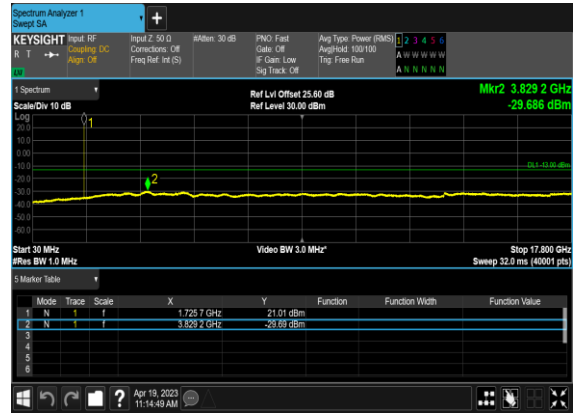 Spectrum Analyzer 1
Swept SA
+
KEYSIGHT
R T
LW
Input: RF
Coupling: DC
Align: Off
Input Z: 50 Ω
Corrections: Off
Freq Ref: Int (S)
#Atten: 30 dB
PNO: Fast
Gate: Off
IF Gain: Low
Sig Track: Off
Avg Type: Power (RMS)
Avg|Hold: 100/100
Trig: Free Run
1 2 3 4 5 6
A W W W W W
A N N N N N
1 Spectrum
Scale/Div 10 dB
Ref Lvl Offset 25.60 dB
Ref Level 30.00 dBm
Mkr2 3.829 2 GHz
-29.686 dBm
Log
20.0
10.0
0.00
-10.0
-20.0
-30.0
-40.0
-50.0
-60.0
1
2
DL1 -13.00 dBm
Start 30 MHz
#Res BW 1.0 MHz
Video BW 3.0 MHz*
Stop 17.800 GHz
Sweep 32.0 ms (40001 pts)
5 Marker Table
Mode Trace Scale X Y Function Function Width Function Value
1 N 1 f 1.725 7 GHz 21.01 dBm
2 N 1 f 3.829 2 GHz -29.69 dBm
3
4
5
6
?
Apr 19, 2023
11:14:49 AM